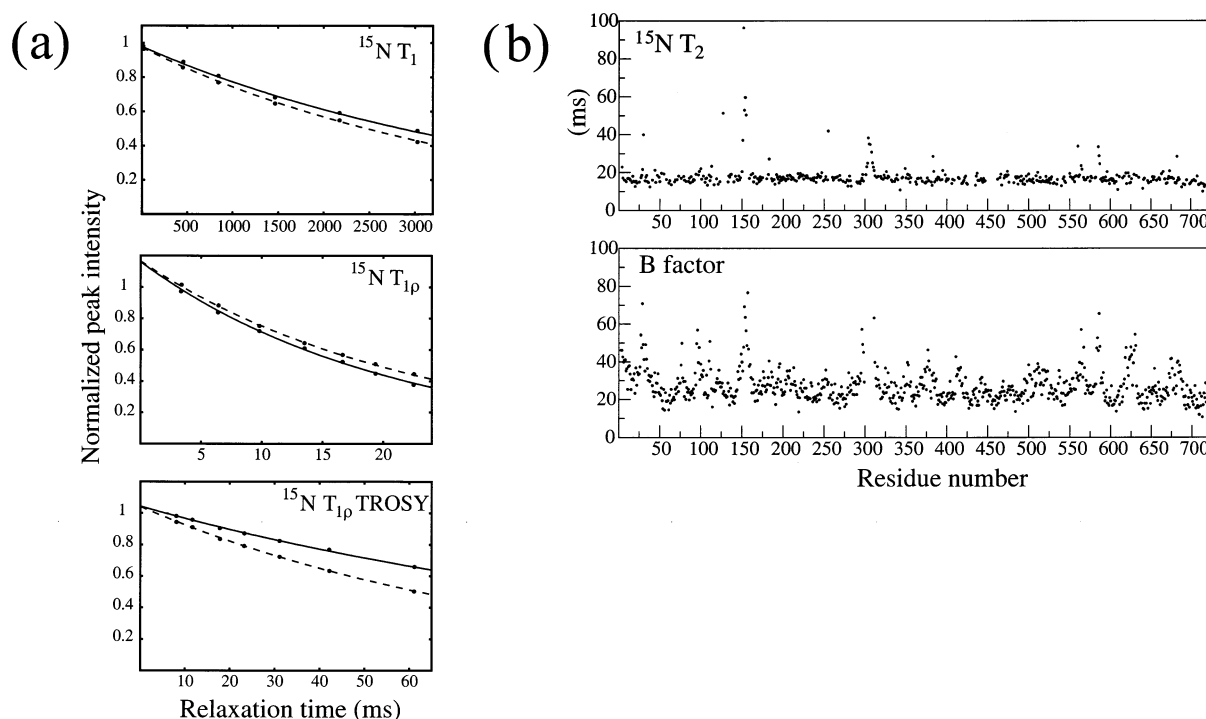 (a)
Normalized peak intensity
15N T1
1
0.8
0.6
0.4
0.2
500 1000 1500 2000 2500 3000
15N T1ρ
1
0.8
0.6
0.4
0.2
5 10 15 20
15N T1ρ TROSY
1
0.8
0.6
0.4
0.2
10 20 30 40 50 60
Relaxation time (ms)
(b)
15N T2
(ms)
100
80
60
40
20
0
50 100 150 200 250 300 350 400 450 500 550 600 650 700
B factor
100
80
60
40
20
0
50 100 150 200 250 300 350 400 450 500 550 600 650 700
Residue number